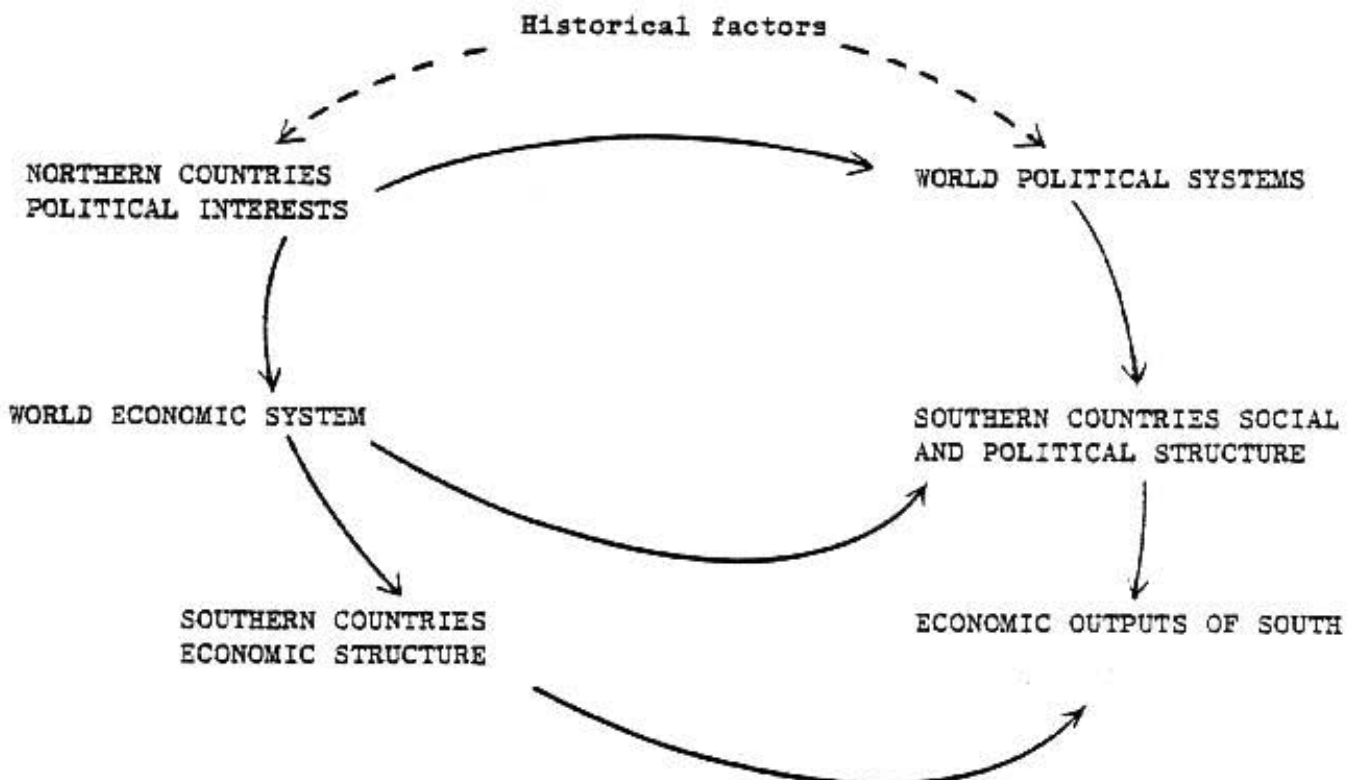 Historical factors
NORTHERN COUNTRIES
POLITICAL INTERESTS
WORLD POLITICAL SYSTEMS
WORLD ECONOMIC SYSTEM
SOUTHERN COUNTRIES SOCIAL
AND POLITICAL STRUCTURE
SOUTHERN COUNTRIES
ECONOMIC STRUCTURE
ECONOMIC OUTPUTS OF SOUTH